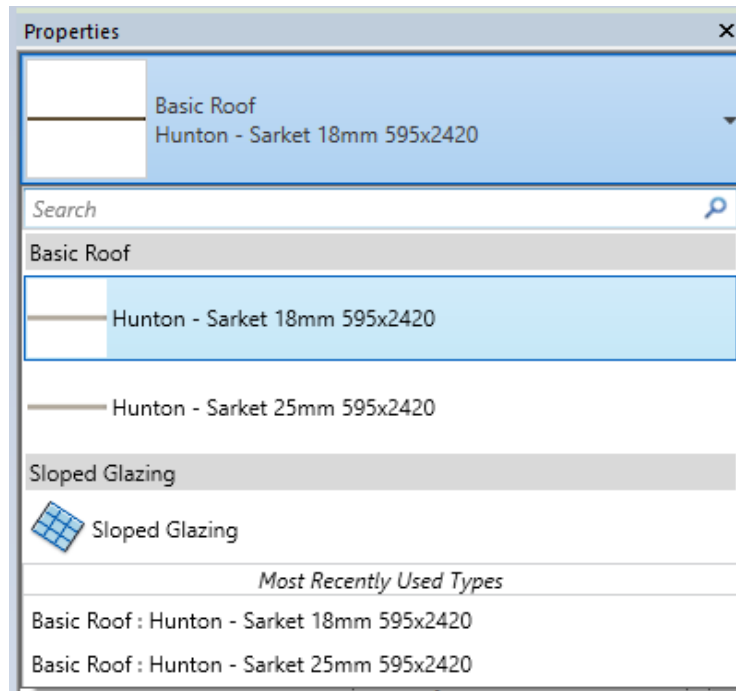 Properties
Basic Roof
Hunton - Sarket 18mm 595x2420
Search
Basic Roof
Hunton - Sarket 18mm 595x2420
Hunton - Sarket 25mm 595x2420
Sloped Glazing
Sloped Glazing
Most Recently Used Types
Basic Roof : Hunton - Sarket 18mm 595x2420
Basic Roof : Hunton - Sarket 25mm 595x2420